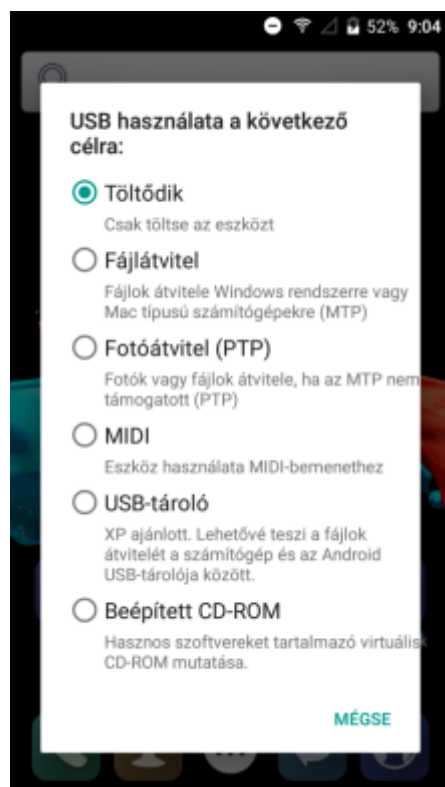 52% 9:04
USB használata a következő
célra:
Töltődik
Csak töltse az eszközt
Fájlátvitel
Fájlok átvitele Windows rendszerre vagy
Mac típusú számítógépekre (MTP)
Fotóátvitel (PTP)
Fotók vagy fájlok átvitele, ha az MTP nem
támogatott (PTP)
MIDI
Eszköz használata MIDI-bemenethez
USB-tároló
XP ajánlott. Lehetővé teszi a fájlok
átvitelét a számítógép és az Android
USB-tárolója között.
Beépített CD-ROM
Hasznos szoftvereket tartalmazó virtuális
CD-ROM mutatása.
MÉGSE